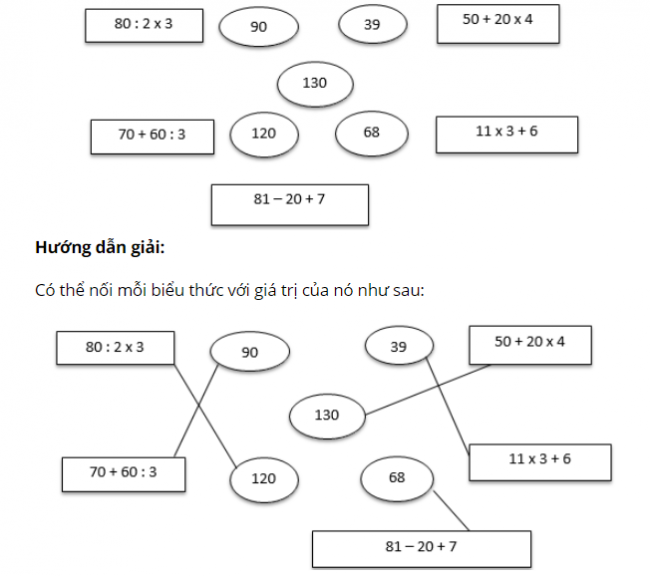 80 : 2 x 3 90 39 50 + 20 x 4
130
70 + 60 : 3 120 68 11 x 3 + 6
81 – 20 + 7
Hướng dẫn giải:
Có thể nối mỗi biểu thức với giá trị của nó như sau:
80 : 2 x 3 90 39 50 + 20 x 4
130
70 + 60 : 3 120 68 11 x 3 + 6
81 – 20 + 7